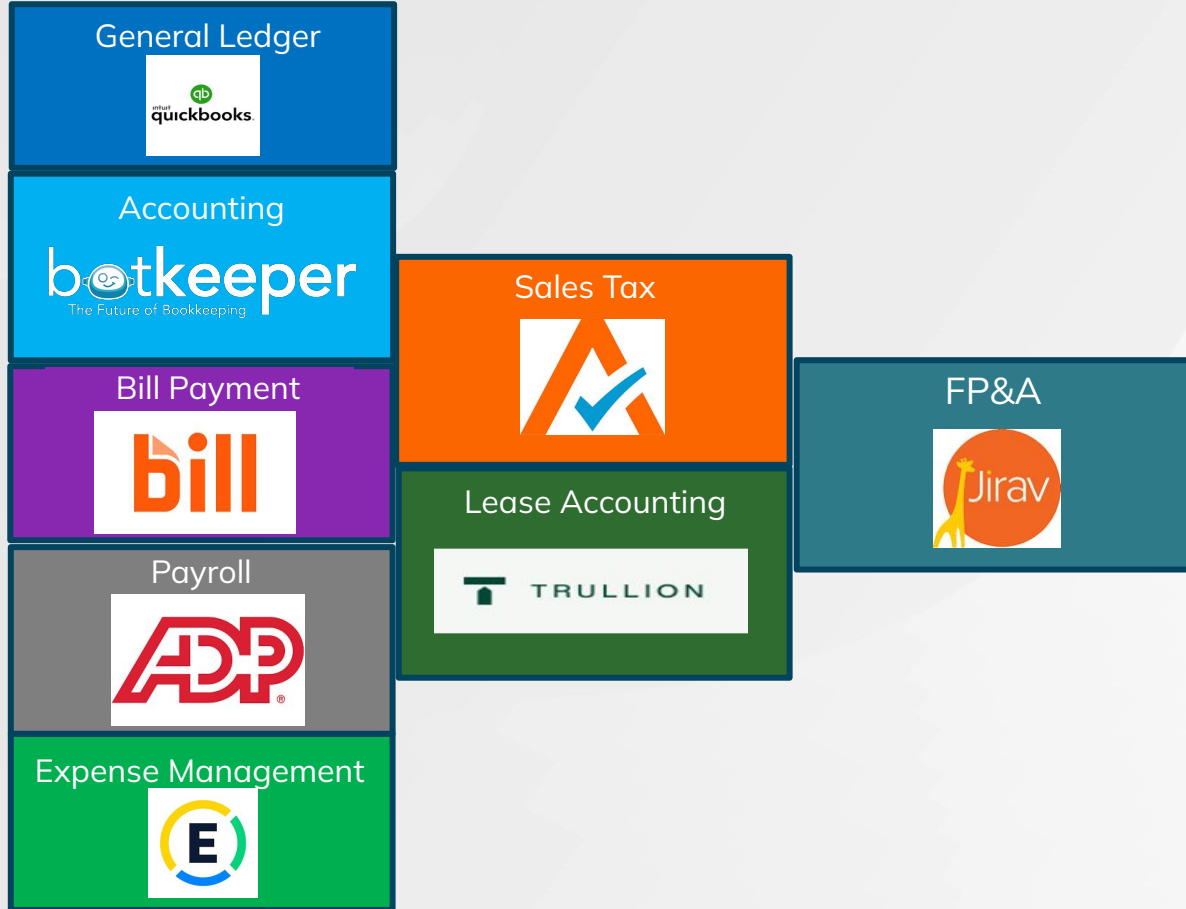 General Ledger
qb
intuit
quickbooks.
Accounting
botkeeper
The Future of Bookkeeping
Bill Payment
bill
Payroll
ADP®
Expense Management
E
Sales Tax
Lease Accounting
TRULLION
FP&A
Jirav